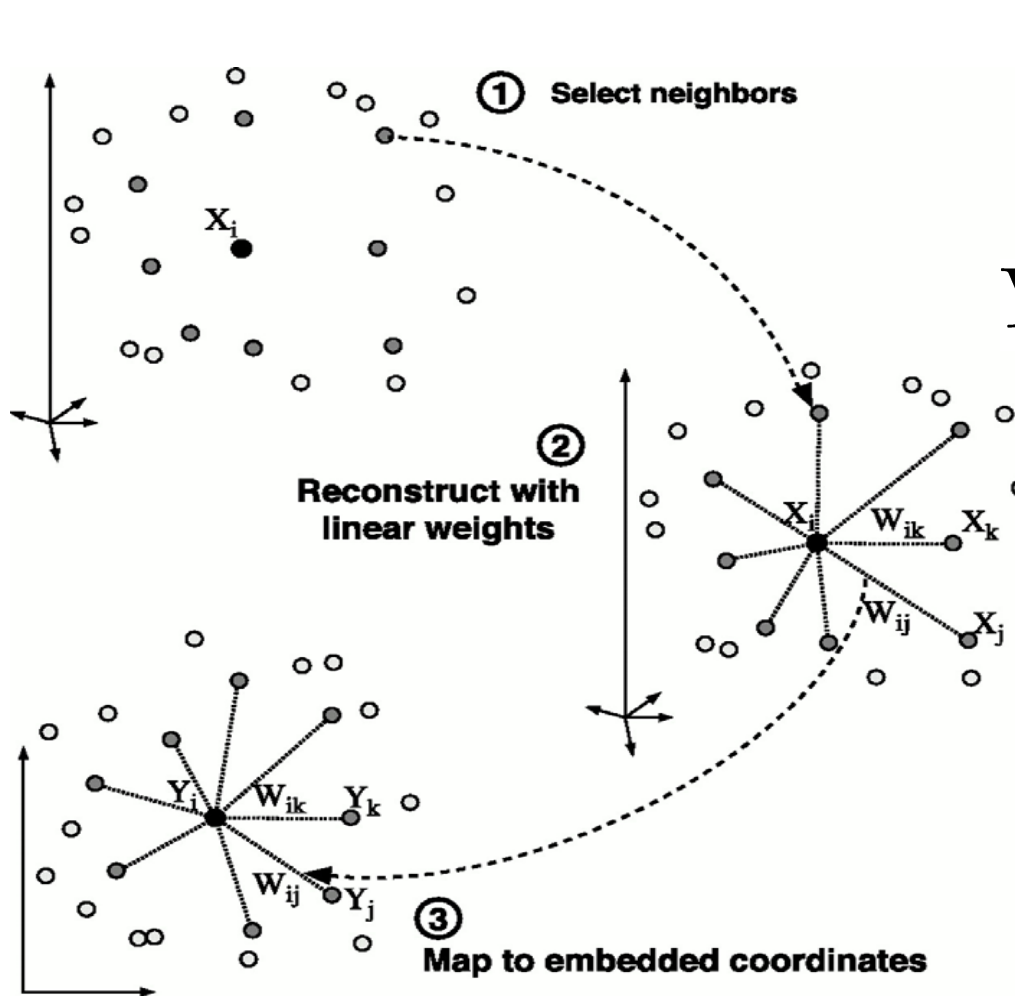 ① Select neighbors
X_i
②
Reconstruct with
linear weights
X_i W_ik X_k
W_ij X_j
Y_i W_ik Y_k
W_ij Y_j
③
Map to embedded coordinates